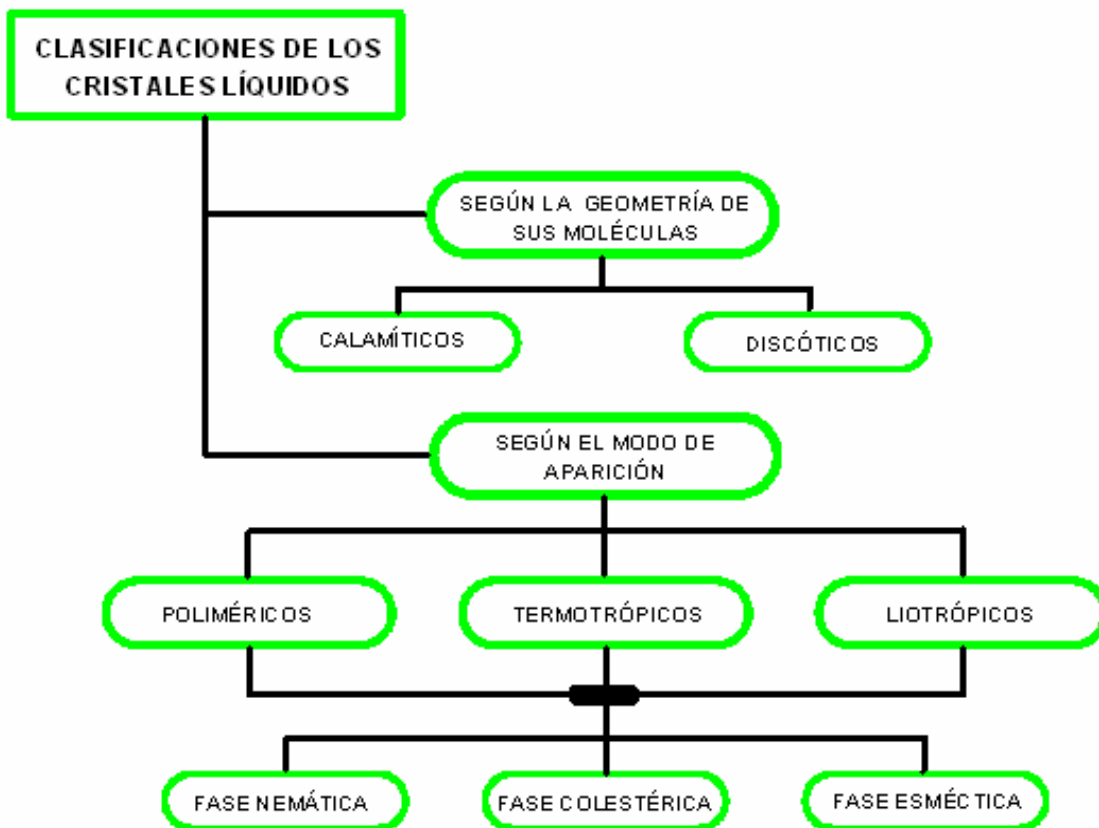 CLASIFICACIONES DE LOS
CRISTALES LÍQUIDOS
SEGÚN LA GEOMETRÍA DE
SUS MOLÉCULAS
CALAMÍTICOS
DISCÓTICOS
SEGÚN EL MODO DE
APARICIÓN
POLIMÉRICOS
TERMOTRÓPICOS
LIOTRÓPICOS
FASE NEMÁTICA
FASE COLESTÉRICA
FASE ESMÉCTICA